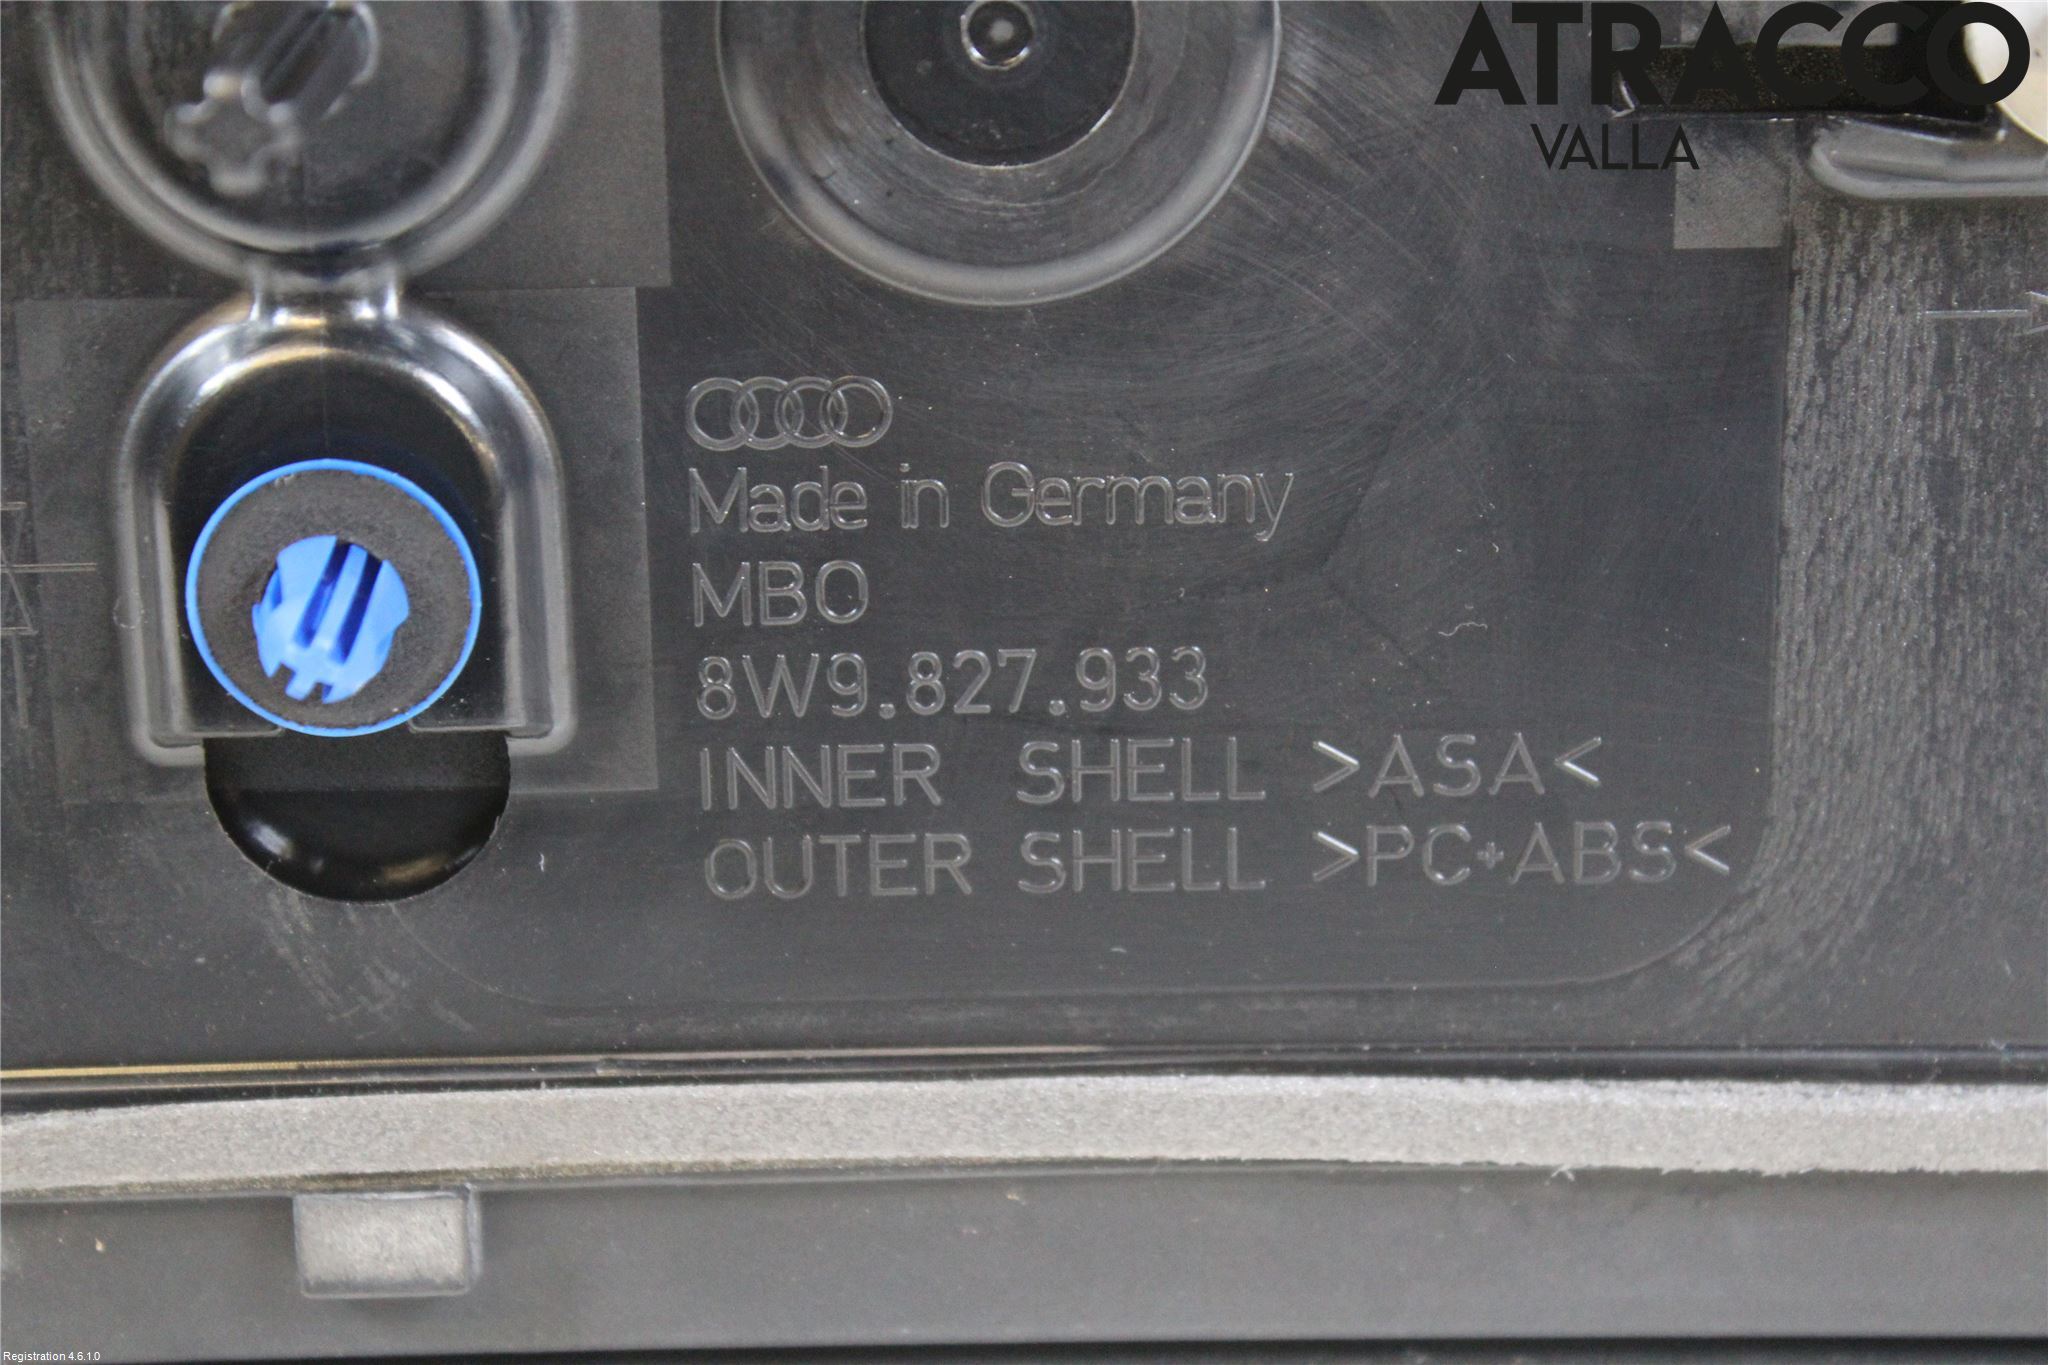 ATRACCO
VALLA
Made in Germany
MBO
8W9.827.933
INNER SHELL >ASA<
OUTER SHELL >PC+ABS<
Registration 4.6.1.0